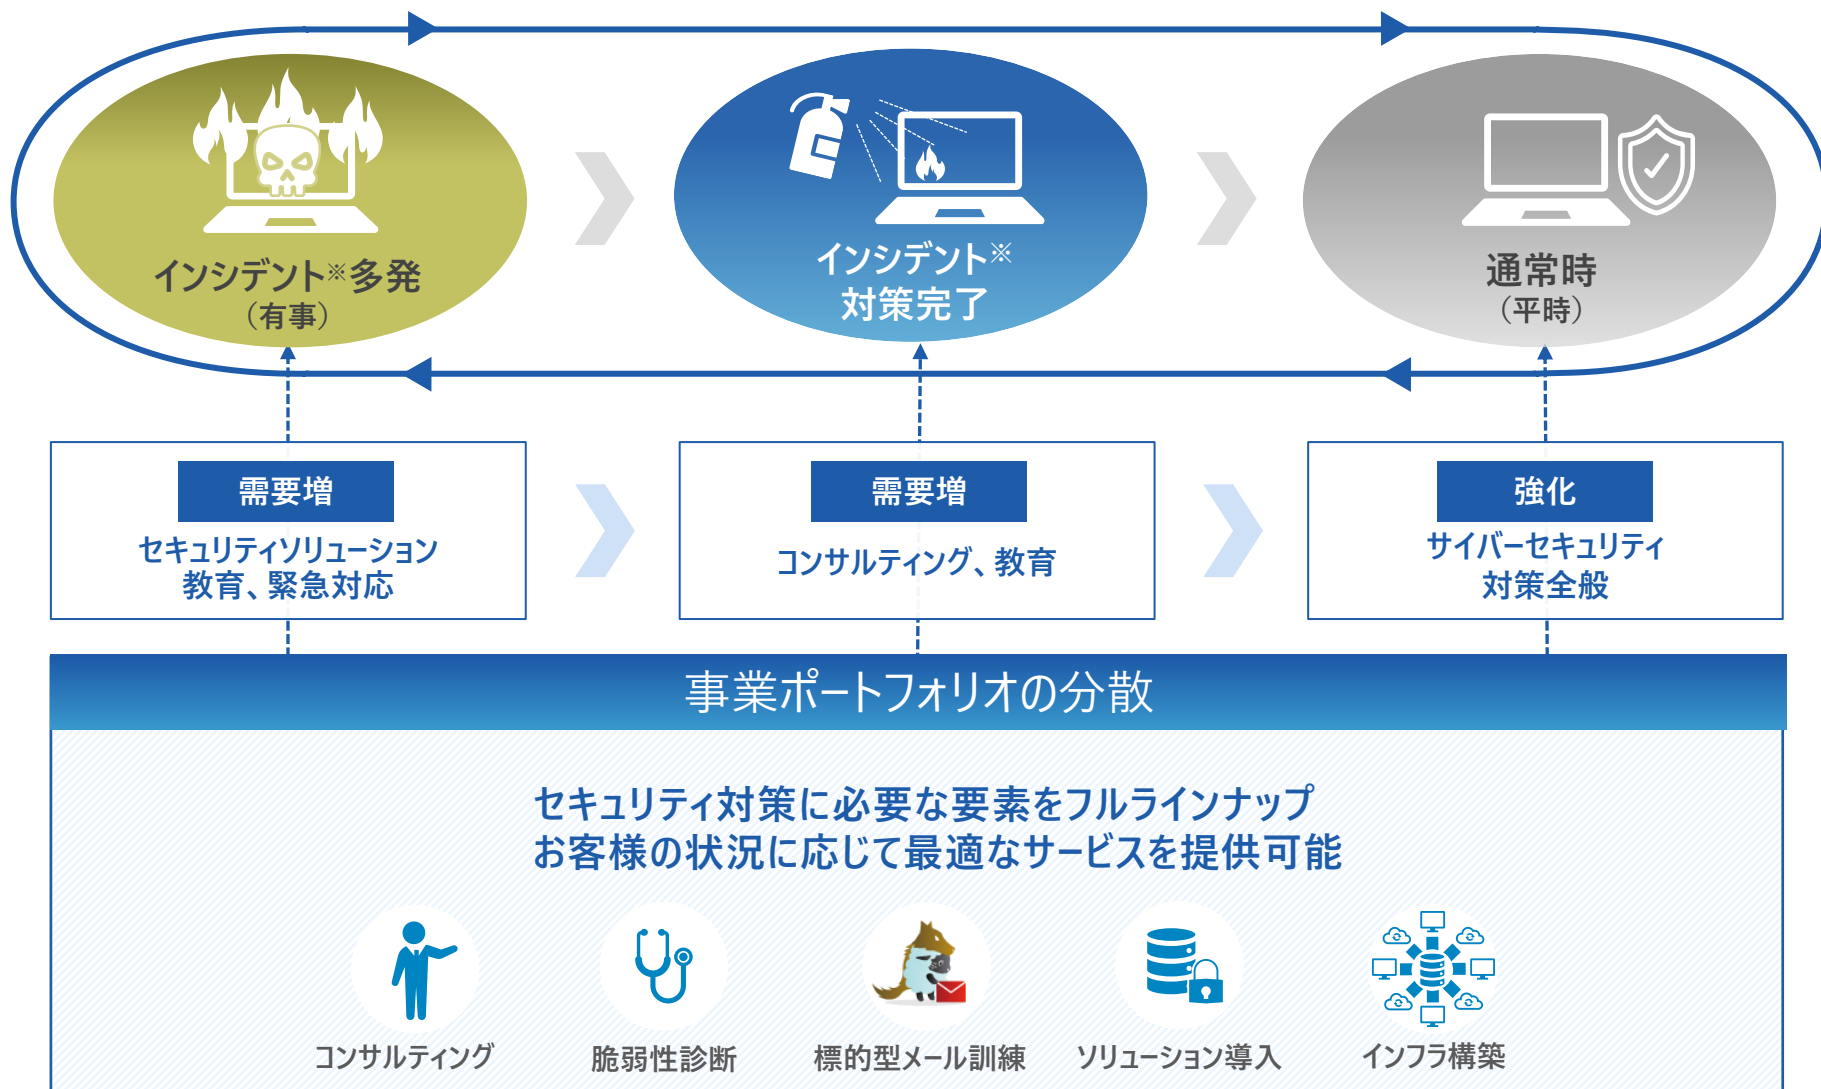 インシデント※多発
（有事）
インシデント※
対策完了
通常時
（平時）
需要増
セキュリティソリューション
教育、緊急対応
需要増
コンサルティング、教育
強化
サイバーセキュリティ
対策全般
事業ポートフォリオの分散
セキュリティ対策に必要な要素をフルラインナップ
お客様の状況に応じて最適なサービスを提供可能
コンサルティング
脆弱性診断
標的型メール訓練
ソリューション導入
インフラ構築